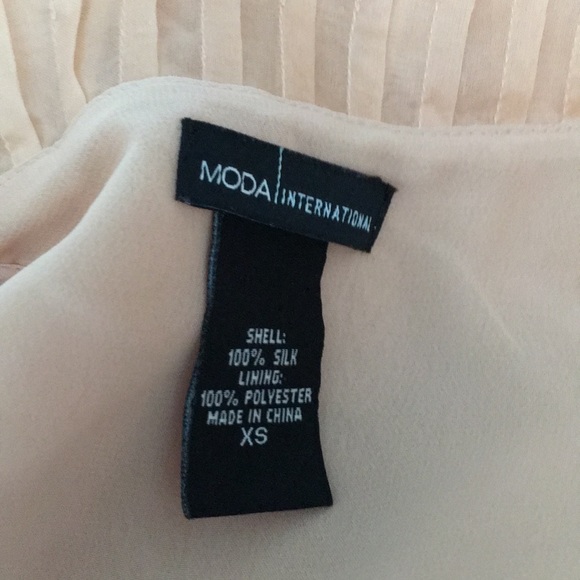 MODA INTERNATIONAL
SHELL:
100% SILK
LINING:
100% POLYESTER
MADE IN CHINA
XS